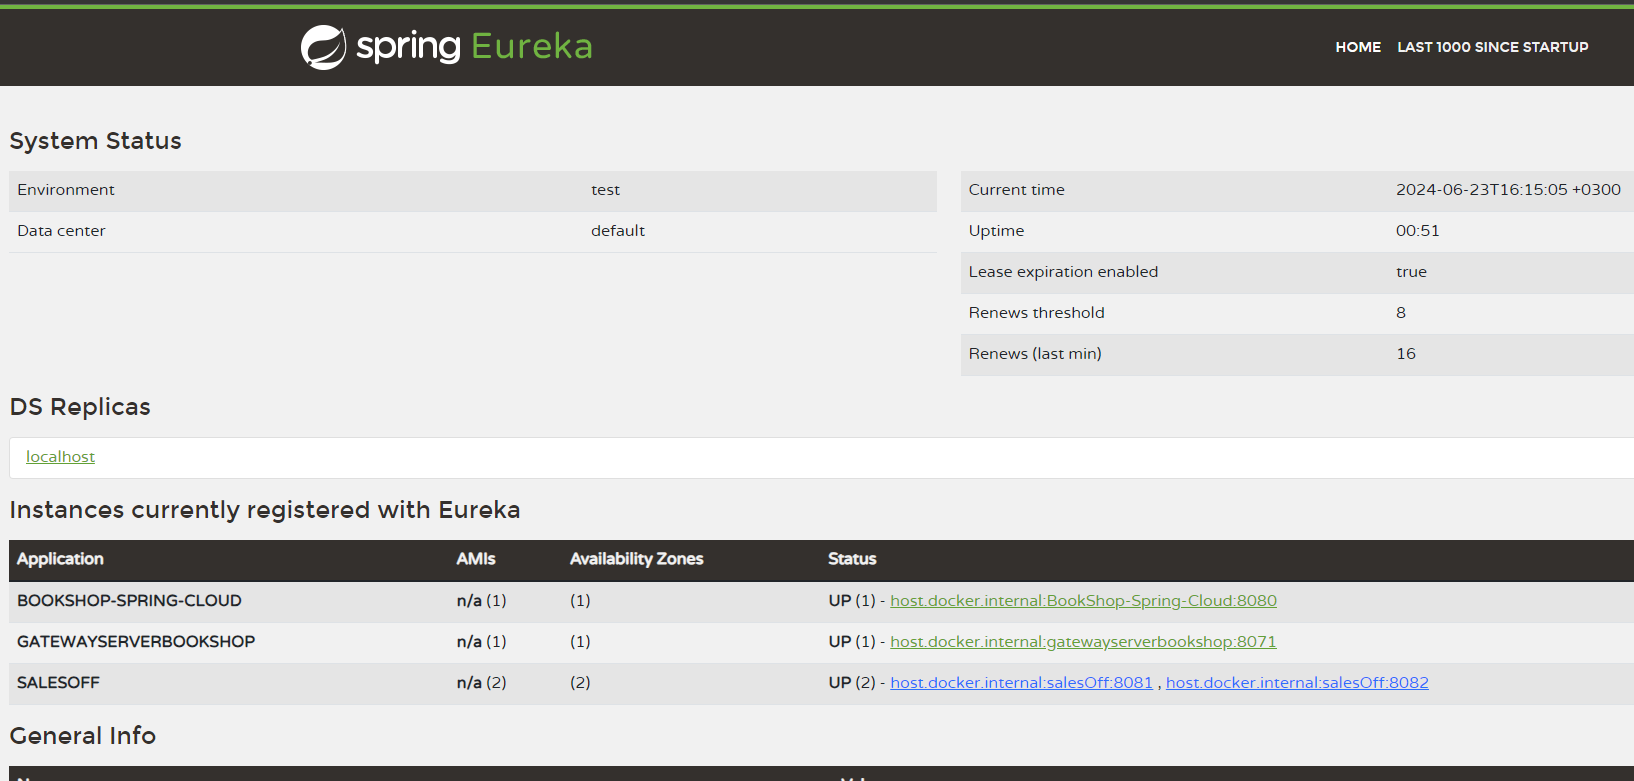 spring Eureka
HOME LAST 1000 SINCE STARTUP
System Status
Environment test
Data center default
Current time 2024-06-23T16:15:05 +0300
Uptime 00:51
Lease expiration enabled true
Renews threshold 8
Renews (last min) 16
DS Replicas
localhost
Instances currently registered with Eureka
Application AMIs Availability Zones Status
BOOKSHOP-SPRING-CLOUD n/a (1) (1) UP (1) - host.docker.internal:BookShop-Spring-Cloud:8080
GATEWAYSERVERBOOKSHOP n/a (1) (1) UP (1) - host.docker.internal:gatewayserverbookshop:8071
SALESOFF n/a (2) (2) UP (2) - host.docker.internal:salesOff:8081 , host.docker.internal:salesOff:8082
General Info